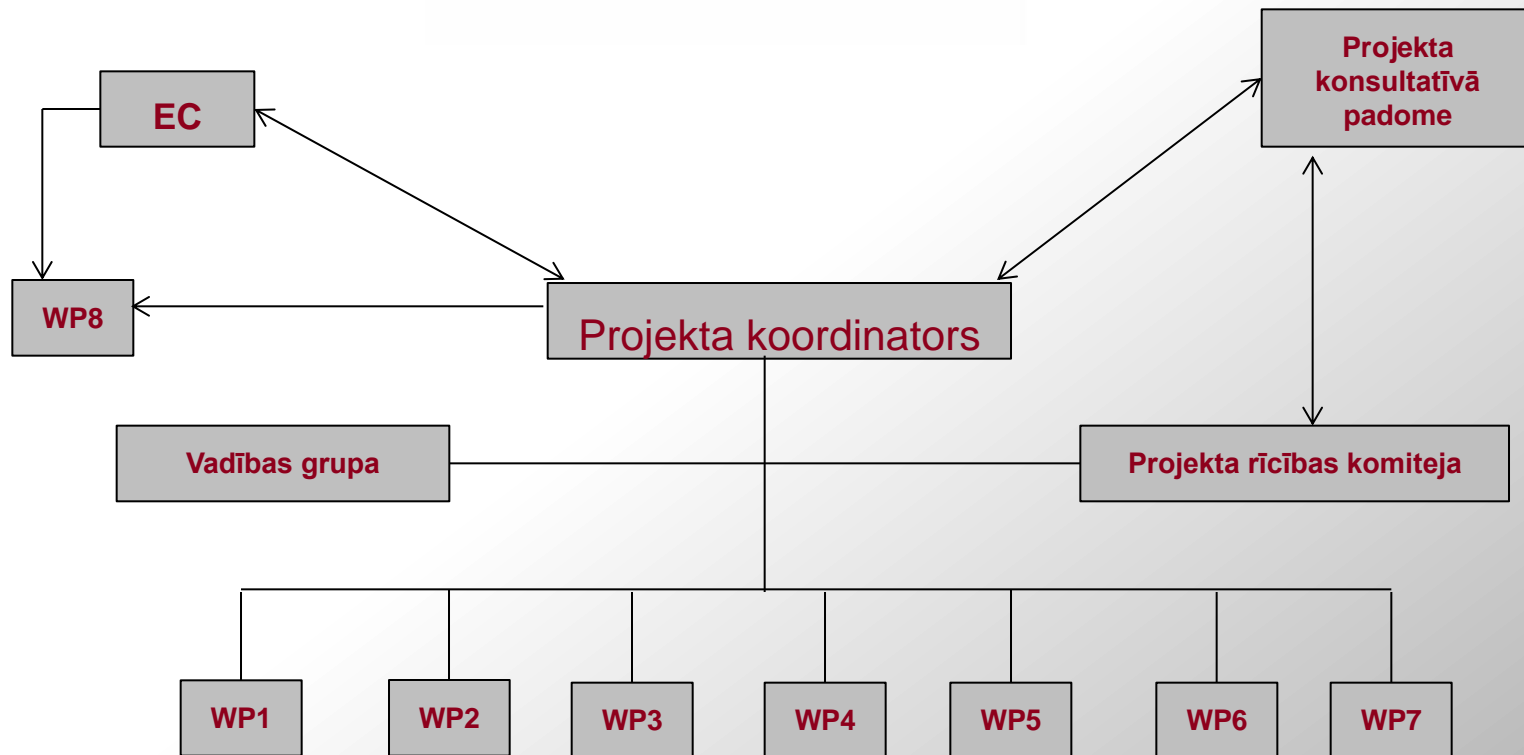 Projekta
konsultatīvā
padome
EC
WP8
Projekta koordinators
Vadības grupa
Projekta rīcības komiteja
WP1
WP2
WP3
WP4
WP5
WP6
WP7